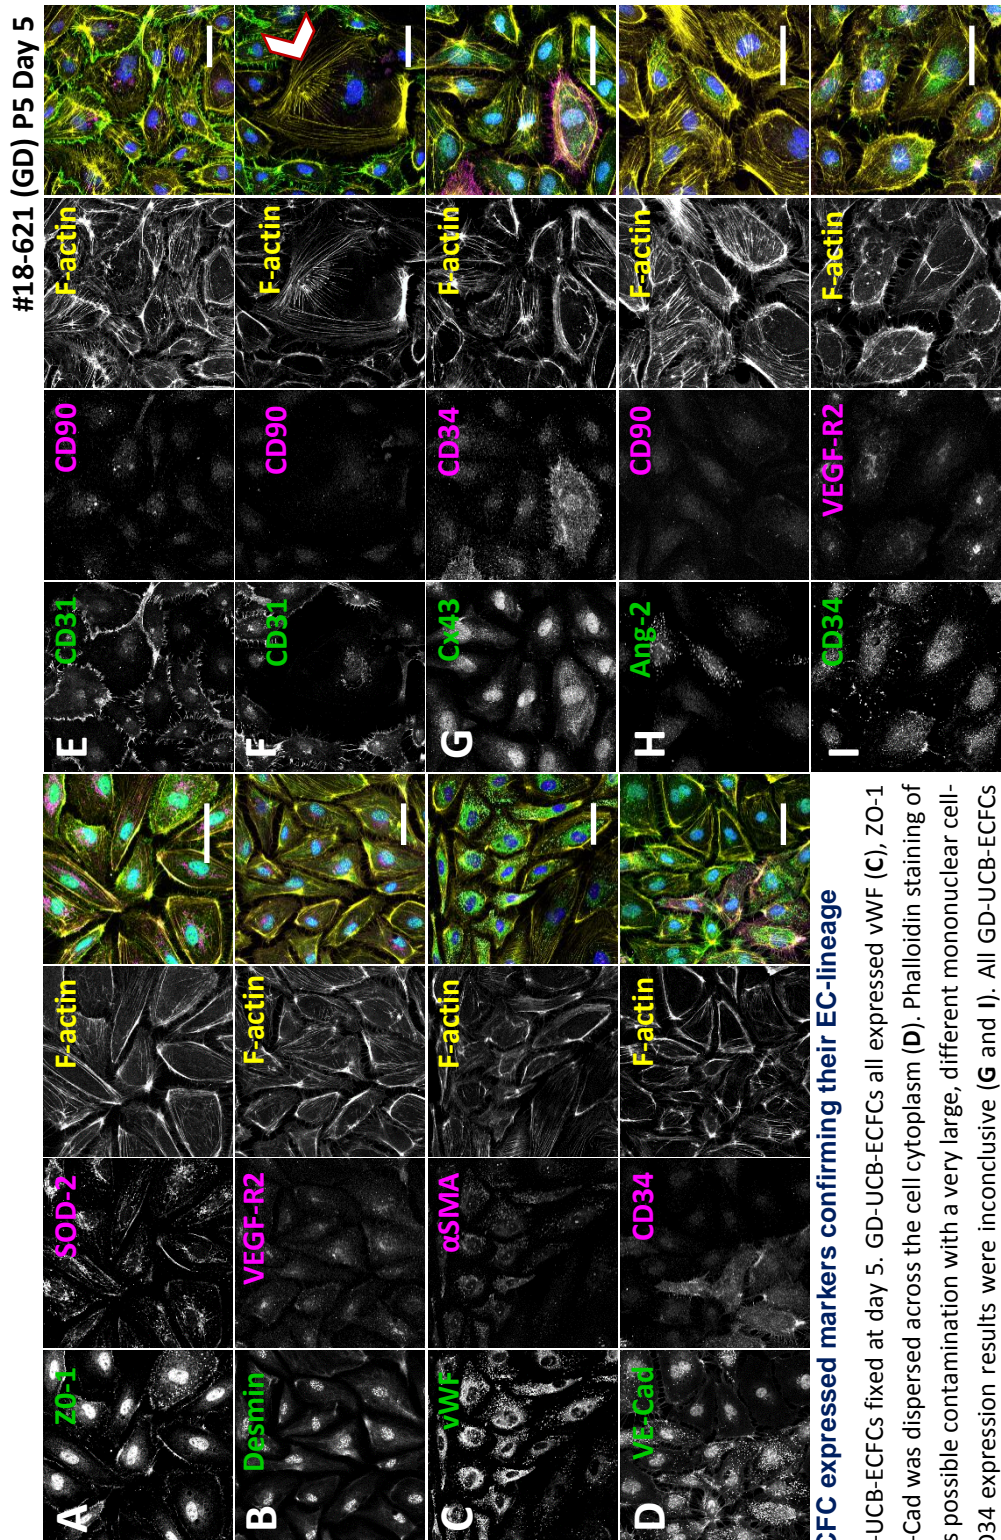 #18-621 (GD) P5 Day 5
A
ZO-1
SOD-2
F-actin
E
CD31
CD90
F-actin
B
Desmin
VEGF-R2
F-actin
F
CD31
CD90
F-actin
C
vWF
αSMA
F-actin
G
Cx43
CD34
F-actin
D
VE-Cad
CD34
F-actin
H
Ang-2
CD90
F-actin
I
CD34
VEGF-R2
F-actin
CFC expressed markers confirming their EC-lineage
UCB-ECFCs fixed at day 5. GD-UCB-ECFCs all expressed vWF (C), ZO-1
Cad was dispersed across the cell cytoplasm (D). Phalloidin staining of
s possible contamination with a very large, different mononuclear cell-
D34 expression results were inconclusive (G and I). All GD-UCB-ECFCs